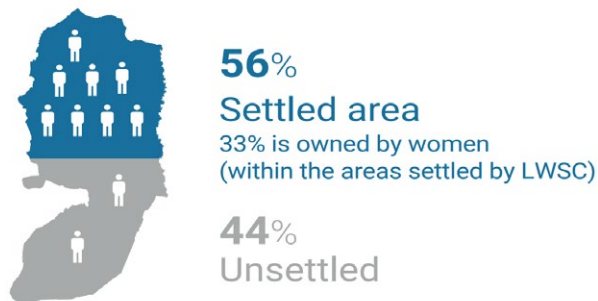 56%
Settled area
33% is owned by women
(within the areas settled by LWSC)
44%
Unsettled